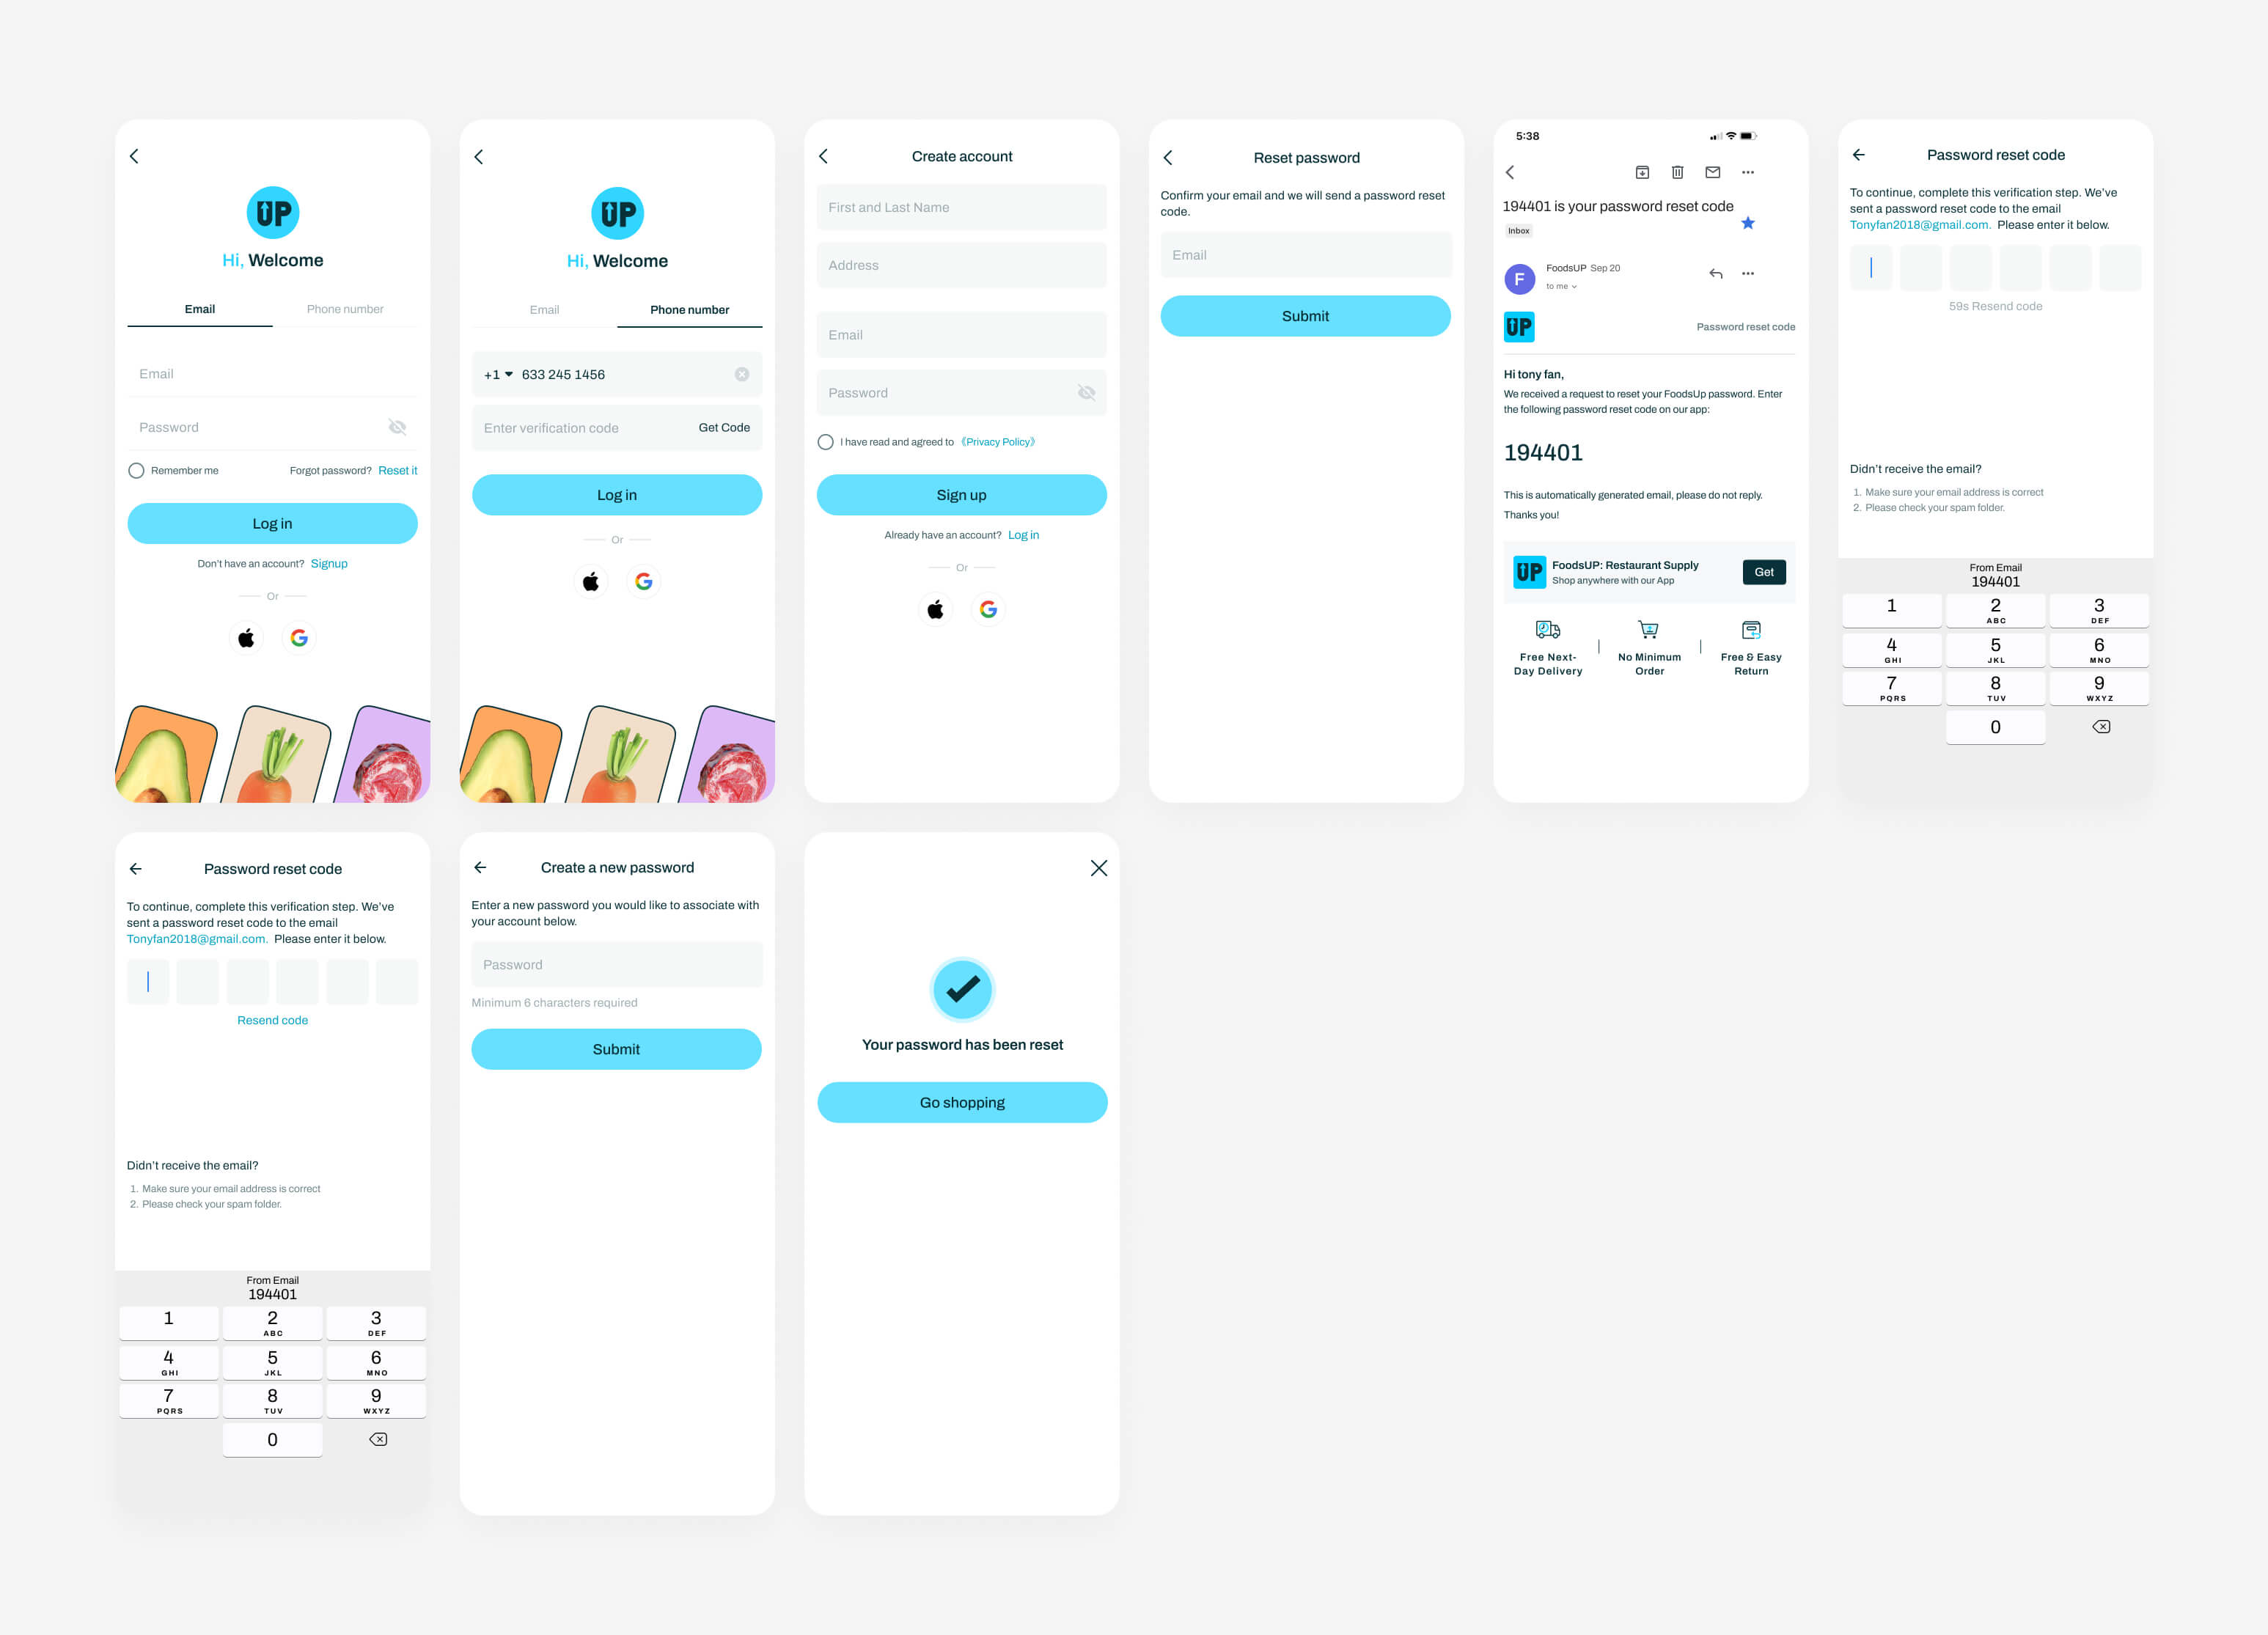 UP
Hi, Welcome
Email
Phone number
Email
Password
Remember me
Forgot password? Reset it
Log in
Don't have an account? Signup
Or
UP
Hi, Welcome
Email
Phone number
+1 633 245 1456
Enter verification code
Get Code
Log in
Or
Create account
First and Last Name
Address
Email
Password
I have read and agreed to 《Privacy Policy》
Sign up
Already have an account? Log in
Or
Reset password
Confirm your email and we will send a password reset
code.
Email
Submit
5:38
194401 is your password reset code
Inbox
F
FoodsUP Sep 20
to me
UP
Password reset code
Hi tony fan,
We received a request to reset your FoodsUp password. Enter
the following password reset code on our app:
194401
This is automatically generated email, please do not reply.
Thanks you!
UP
FoodsUP: Restaurant Supply
Shop anywhere with our App
Get
Free Next-
Day Delivery
No Minimum
Order
Free & Easy
Return
Password reset code
To continue, complete this verification step. We've
sent a password reset code to the email
Tonyfan2018@gmail.com. Please enter it below.
59s Resend code
Didn't receive the email?
1. Make sure your email address is correct
2. Please check your spam folder.
From Email
194401
1
2
ABC
3
DEF
4
GHI
5
JKL
6
MNO
7
PQRS
8
TUV
9
WXYZ
0
Password reset code
To continue, complete this verification step. We've
sent a password reset code to the email
Tonyfan2018@gmail.com. Please enter it below.
Resend code
Didn't receive the email?
1. Make sure your email address is correct
2. Please check your spam folder.
From Email
194401
1
2
ABC
3
DEF
4
GHI
5
JKL
6
MNO
7
PQRS
8
TUV
9
WXYZ
0
Create a new password
Enter a new password you would like to associate with
your account below.
Password
Minimum 6 characters required
Submit
Your password has been reset
Go shopping